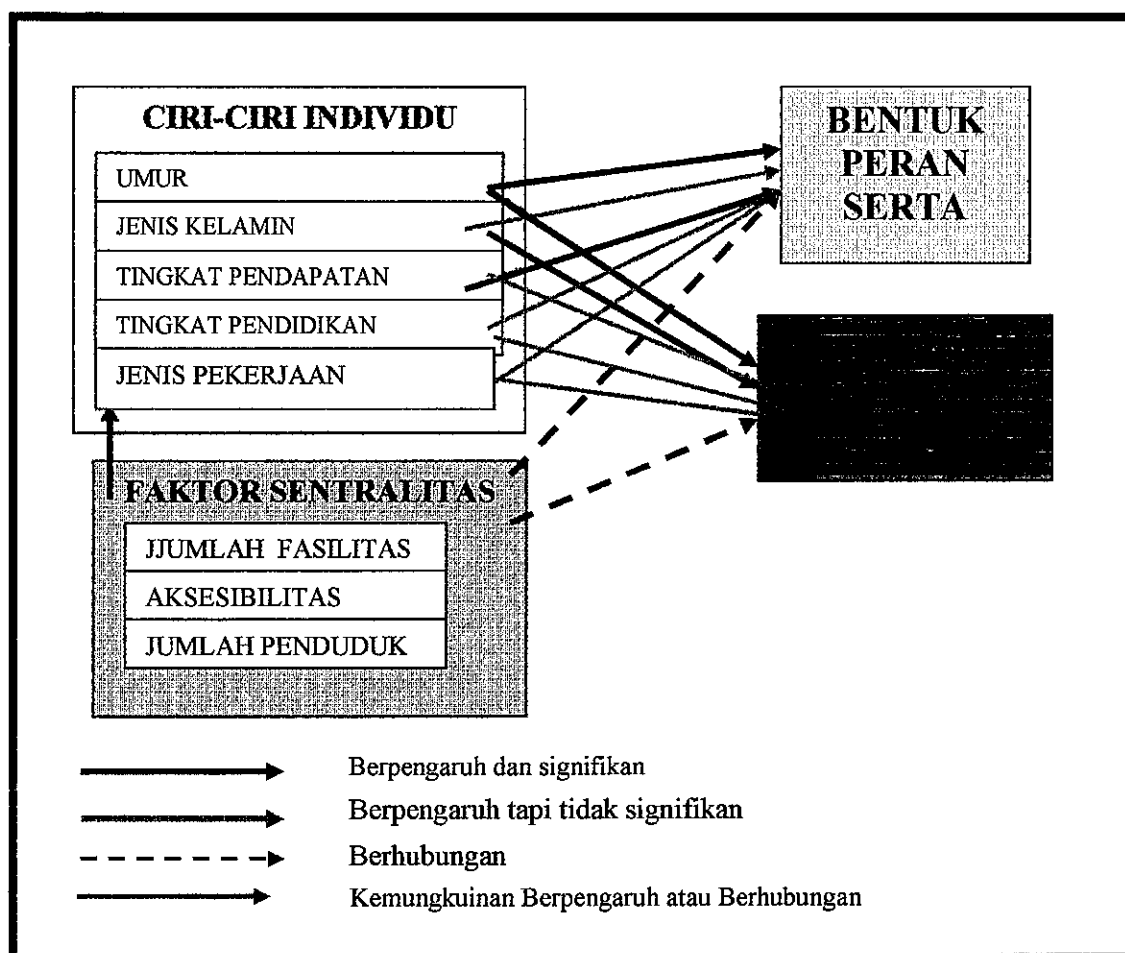 CIRI-CIRI INDIVIDU
UMUR
JENIS KELAMIN
TINGKAT PENDAPATAN
TINGKAT PENDIDIKAN
JENIS PEKERJAAN
BENTUK
PERAN
SERTA
FAKTOR SENTRALITAS
JJUMLAH FASILITAS
AKSESIBILITAS
JUMLAH PENDUDUK
Berpengaruh dan signifikan
Berpengaruh tapi tidak signifikan
Berhubungan
Kemungkuinan Berpengaruh atau Berhubungan